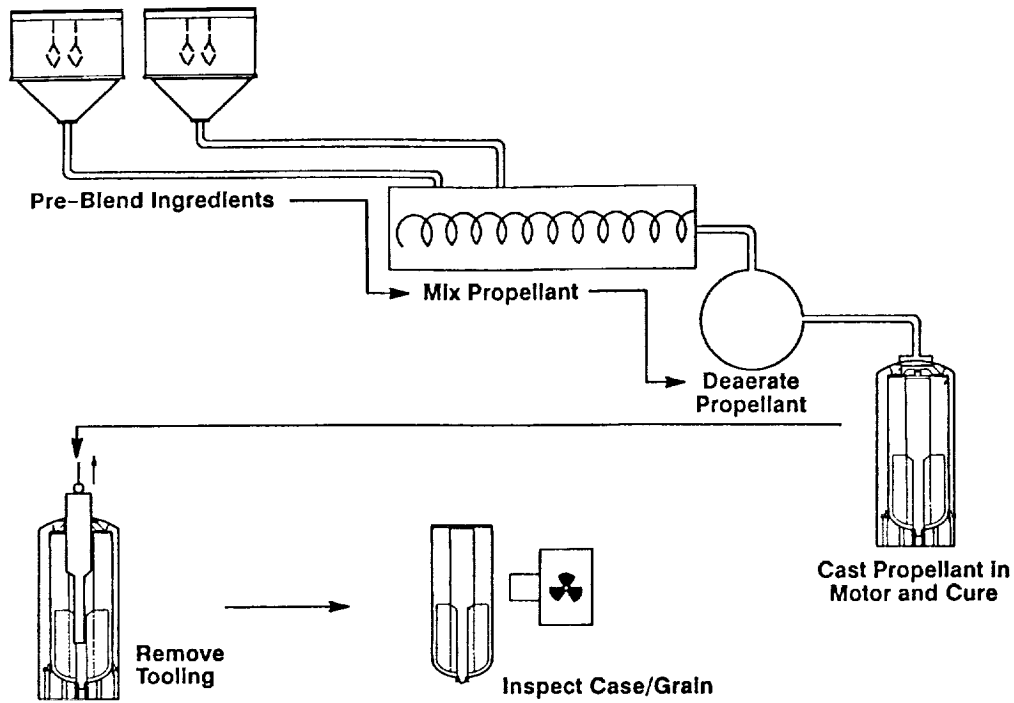 Pre-Blend Ingredients
Mix Propellant
Deaerate
Propellant
Cast Propellant in
Motor and Cure
Remove
Tooling
Inspect Case/Grain